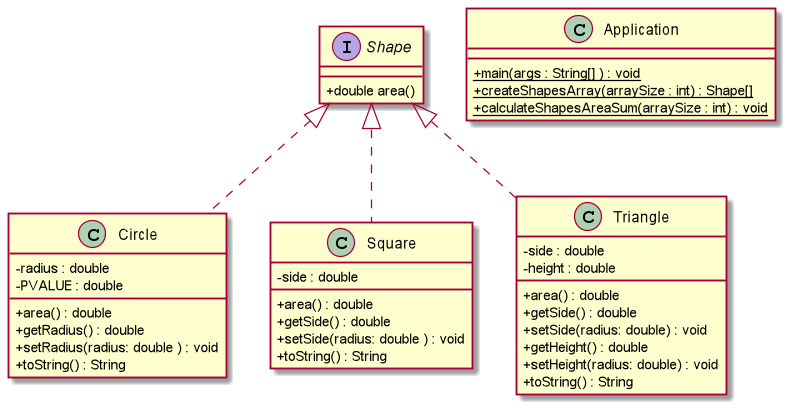 I Shape
+double area()
C Application
+main(args : String[] ) : void
+createShapesArray(arraySize : int) : Shape[]
+calculateShapesAreaSum(arraySize : int) : void
C Circle
-radius : double
-PVALUE : double
+area() : double
+getRadius() : double
+setRadius(radius: double ) : void
+toString() : String
C Square
-side : double
+area() : double
+getSide() : double
+setSide(radius: double ) : void
+toString() : String
C Triangle
-side : double
-height : double
+area() : double
+getSide() : double
+setSide(radius: double) : void
+getHeight() : double
+setHeight(radius: double) : void
+toString() : String